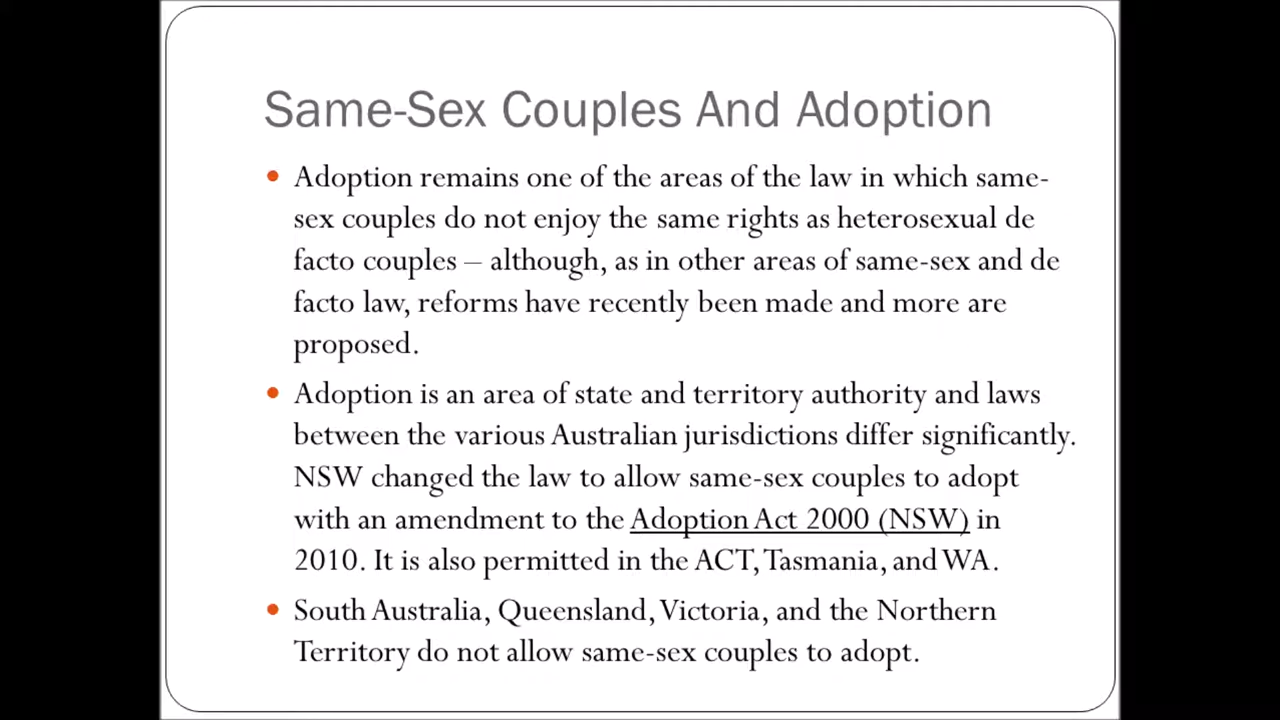 Same-Sex Couples And Adoption
• Adoption remains one of the areas of the law in which same-
sex couples do not enjoy the same rights as heterosexual de
facto couples – although, as in other areas of same-sex and de
facto law, reforms have recently been made and more are
proposed.
• Adoption is an area of state and territory authority and laws
between the various Australian jurisdictions differ significantly.
NSW changed the law to allow same-sex couples to adopt
with an amendment to the Adoption Act 2000 (NSW) in
2010. It is also permitted in the ACT, Tasmania, and WA.
• South Australia, Queensland, Victoria, and the Northern
Territory do not allow same-sex couples to adopt.